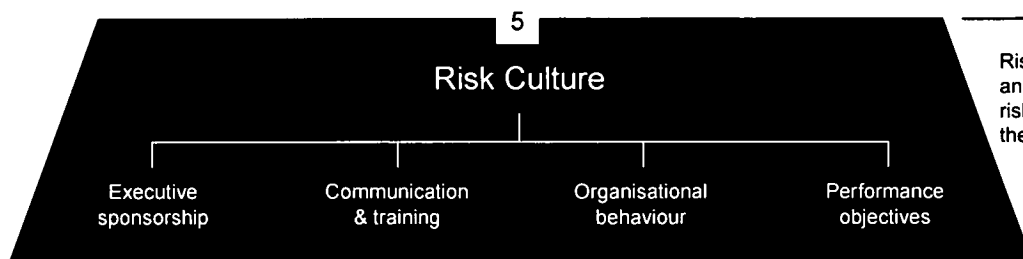 5
Risk Culture
Executive
sponsorship
Communication
& training
Organisational
behaviour
Performance
objectives